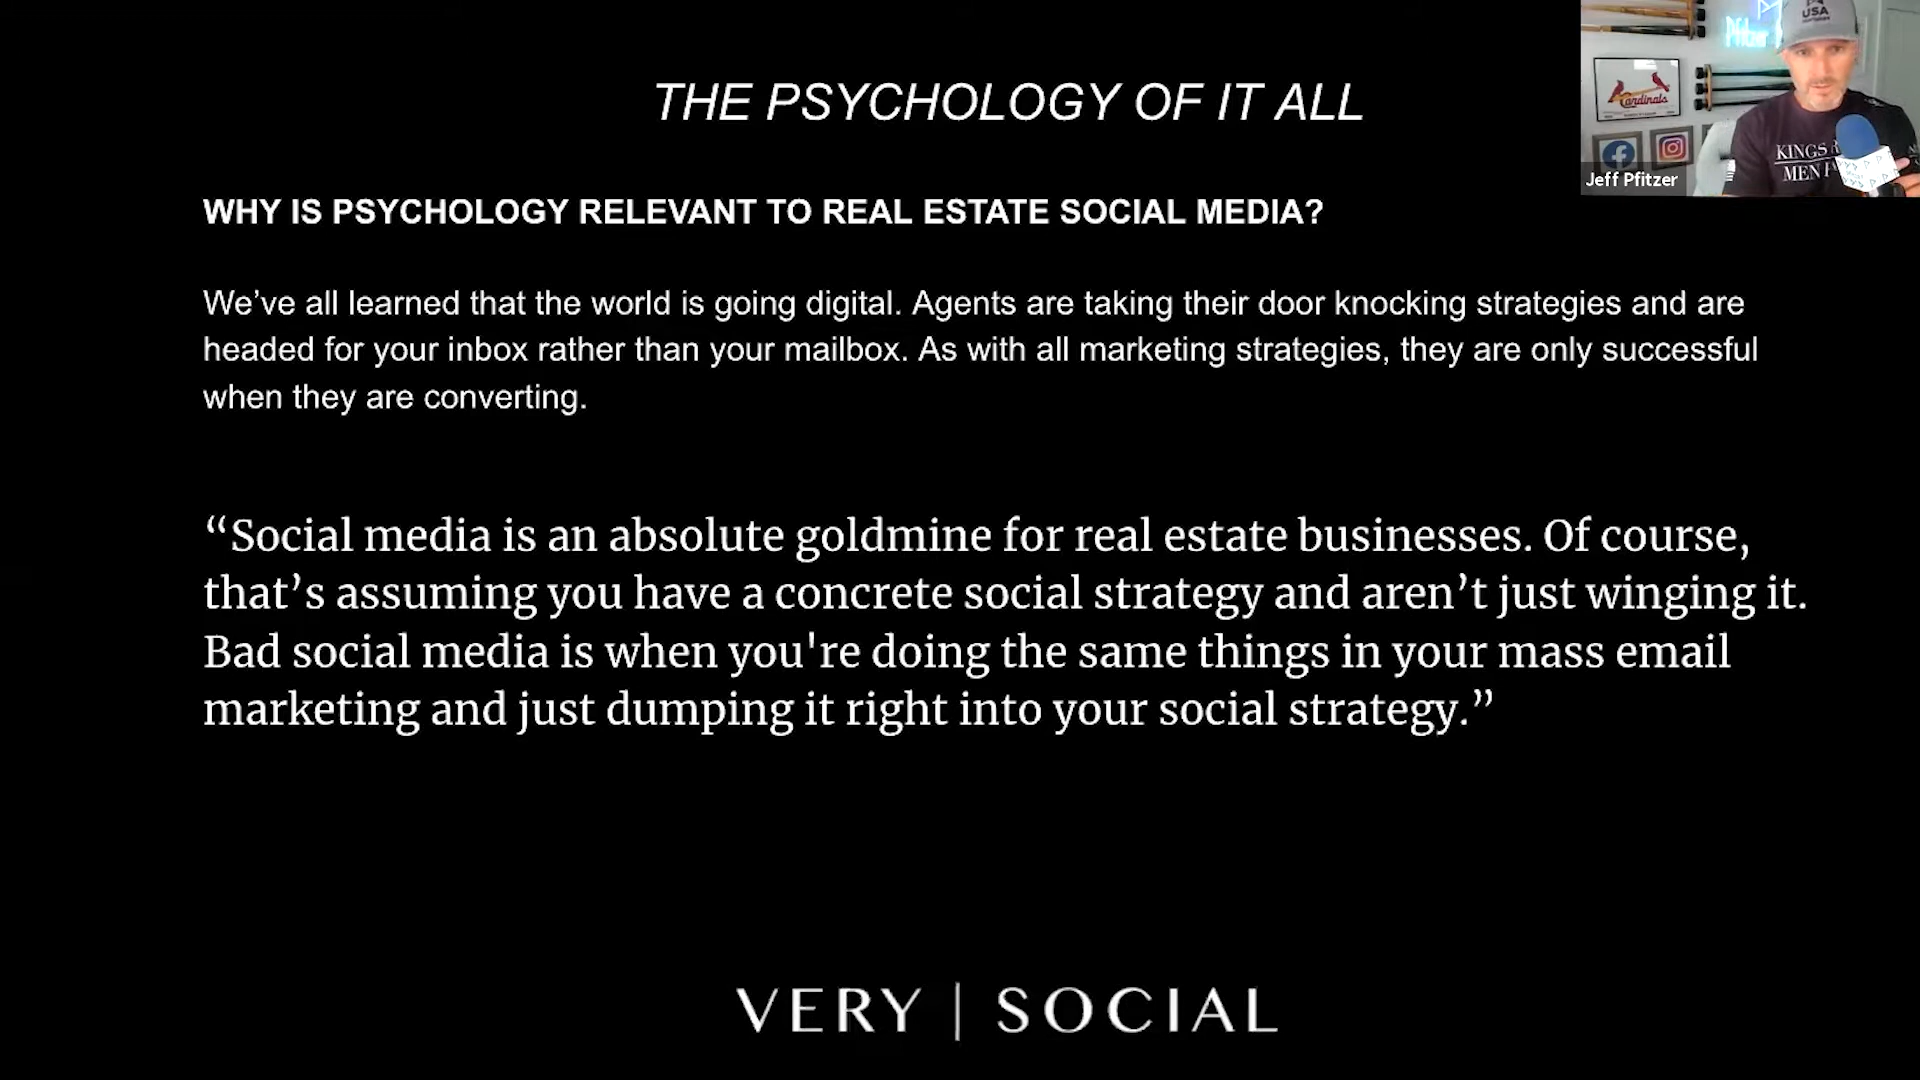 THE PSYCHOLOGY OF IT ALL
WHY IS PSYCHOLOGY RELEVANT TO REAL ESTATE SOCIAL MEDIA?
We’ve all learned that the world is going digital. Agents are taking their door knocking strategies and are
headed for your inbox rather than your mailbox. As with all marketing strategies, they are only successful
when they are converting.
“Social media is an absolute goldmine for real estate businesses. Of course,
that’s assuming you have a concrete social strategy and aren’t just winging it.
Bad social media is when you're doing the same things in your mass email
marketing and just dumping it right into your social strategy.”
VERY | SOCIAL
USA
Pfitzer
Cardinals
KINGS
MEN
Jeff Pfitzer